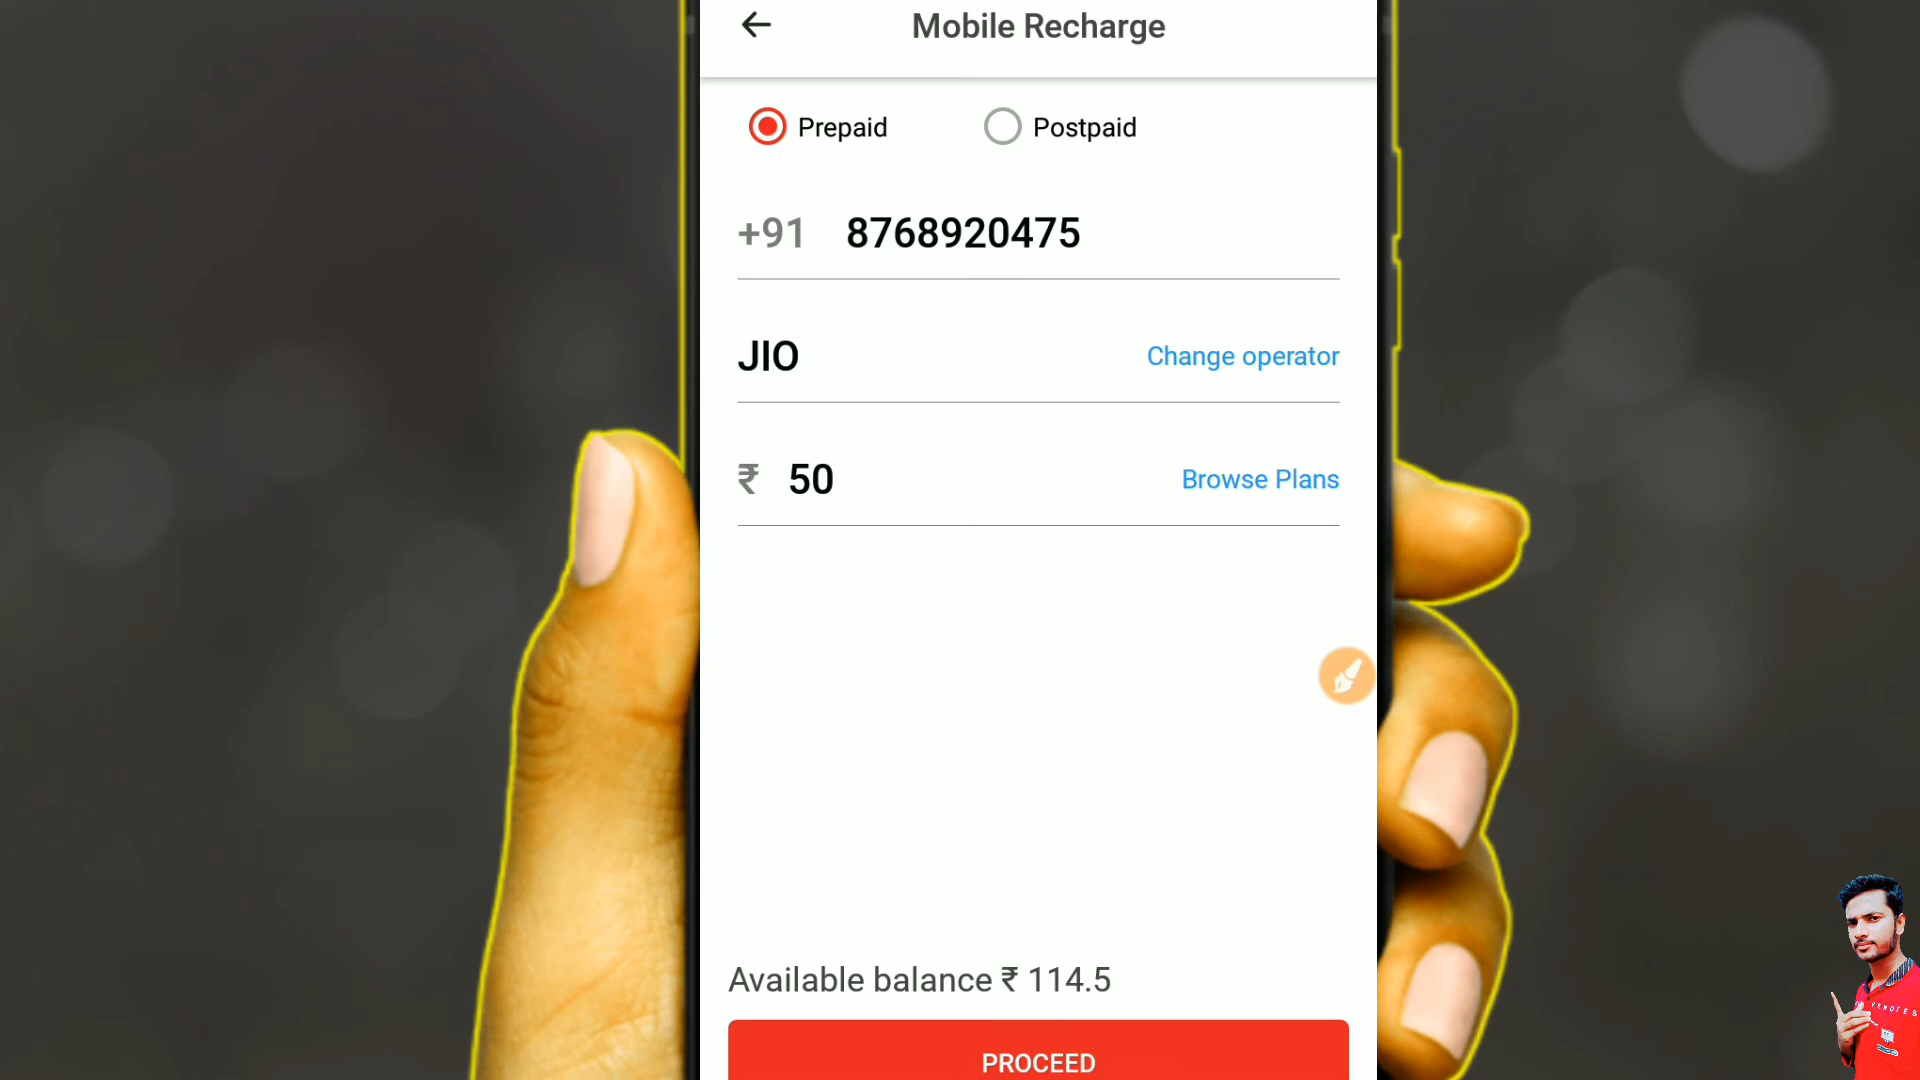 Mobile Recharge
Prepaid
Postpaid
+91 8768920475
JIO
Change operator
₹ 50
Browse Plans
Available balance ₹ 114.5
PROCEED